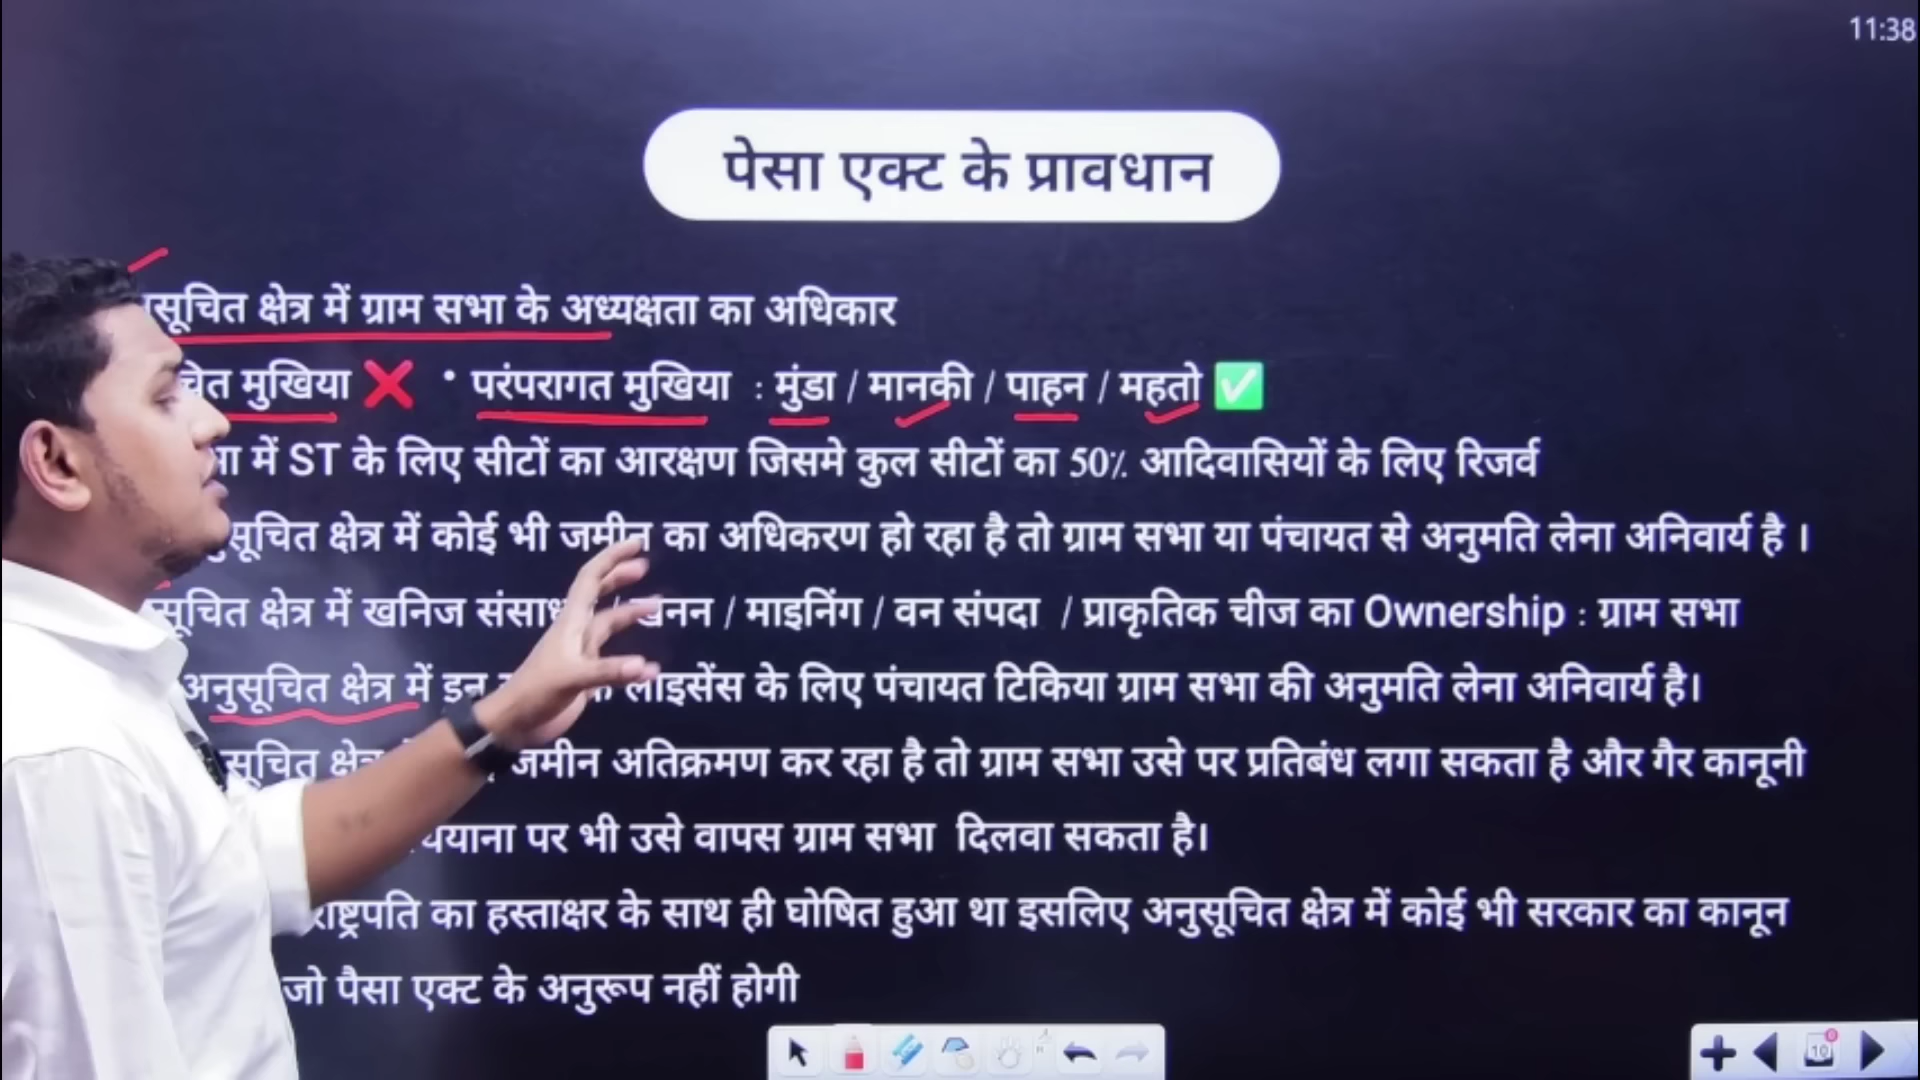 11:38
पेसा एक्ट के प्रावधान
क्षेत्र में ग्राम सभा के अध्यक्षता का अधिकार
मुखिया ❌ • परंपरागत मुखिया : मुंडा / मानकी / पाहन / महतो ✅
में ST के लिए सीटों का आरक्षण जिसमे कुल सीटों का 50% आदिवासियों के लिए रिजर्व
क्षेत्र में कोई भी जमीन का अधिकरण हो रहा है तो ग्राम सभा या पंचायत से अनुमति लेना अनिवार्य है ।
क्षेत्र में खनिज / माइनिंग / वन संपदा / प्राकृतिक चीज का Ownership : ग्राम सभा
अनुसूचित क्षेत्र में इन लाइसेंस के लिए पंचायत टिकिया ग्राम सभा की अनुमति लेना अनिवार्य है।
जमीन अतिक्रमण कर रहा है तो ग्राम सभा उसे पर प्रतिबंध लगा सकता है और गैर कानूनी
पर भी उसे वापस ग्राम सभा दिलवा सकता है।
राष्ट्रपति का हस्ताक्षर के साथ ही घोषित हुआ था इसलिए अनुसूचित क्षेत्र में कोई भी सरकार का कानून
जो पैसा एक्ट के अनुरूप नहीं होगी
10